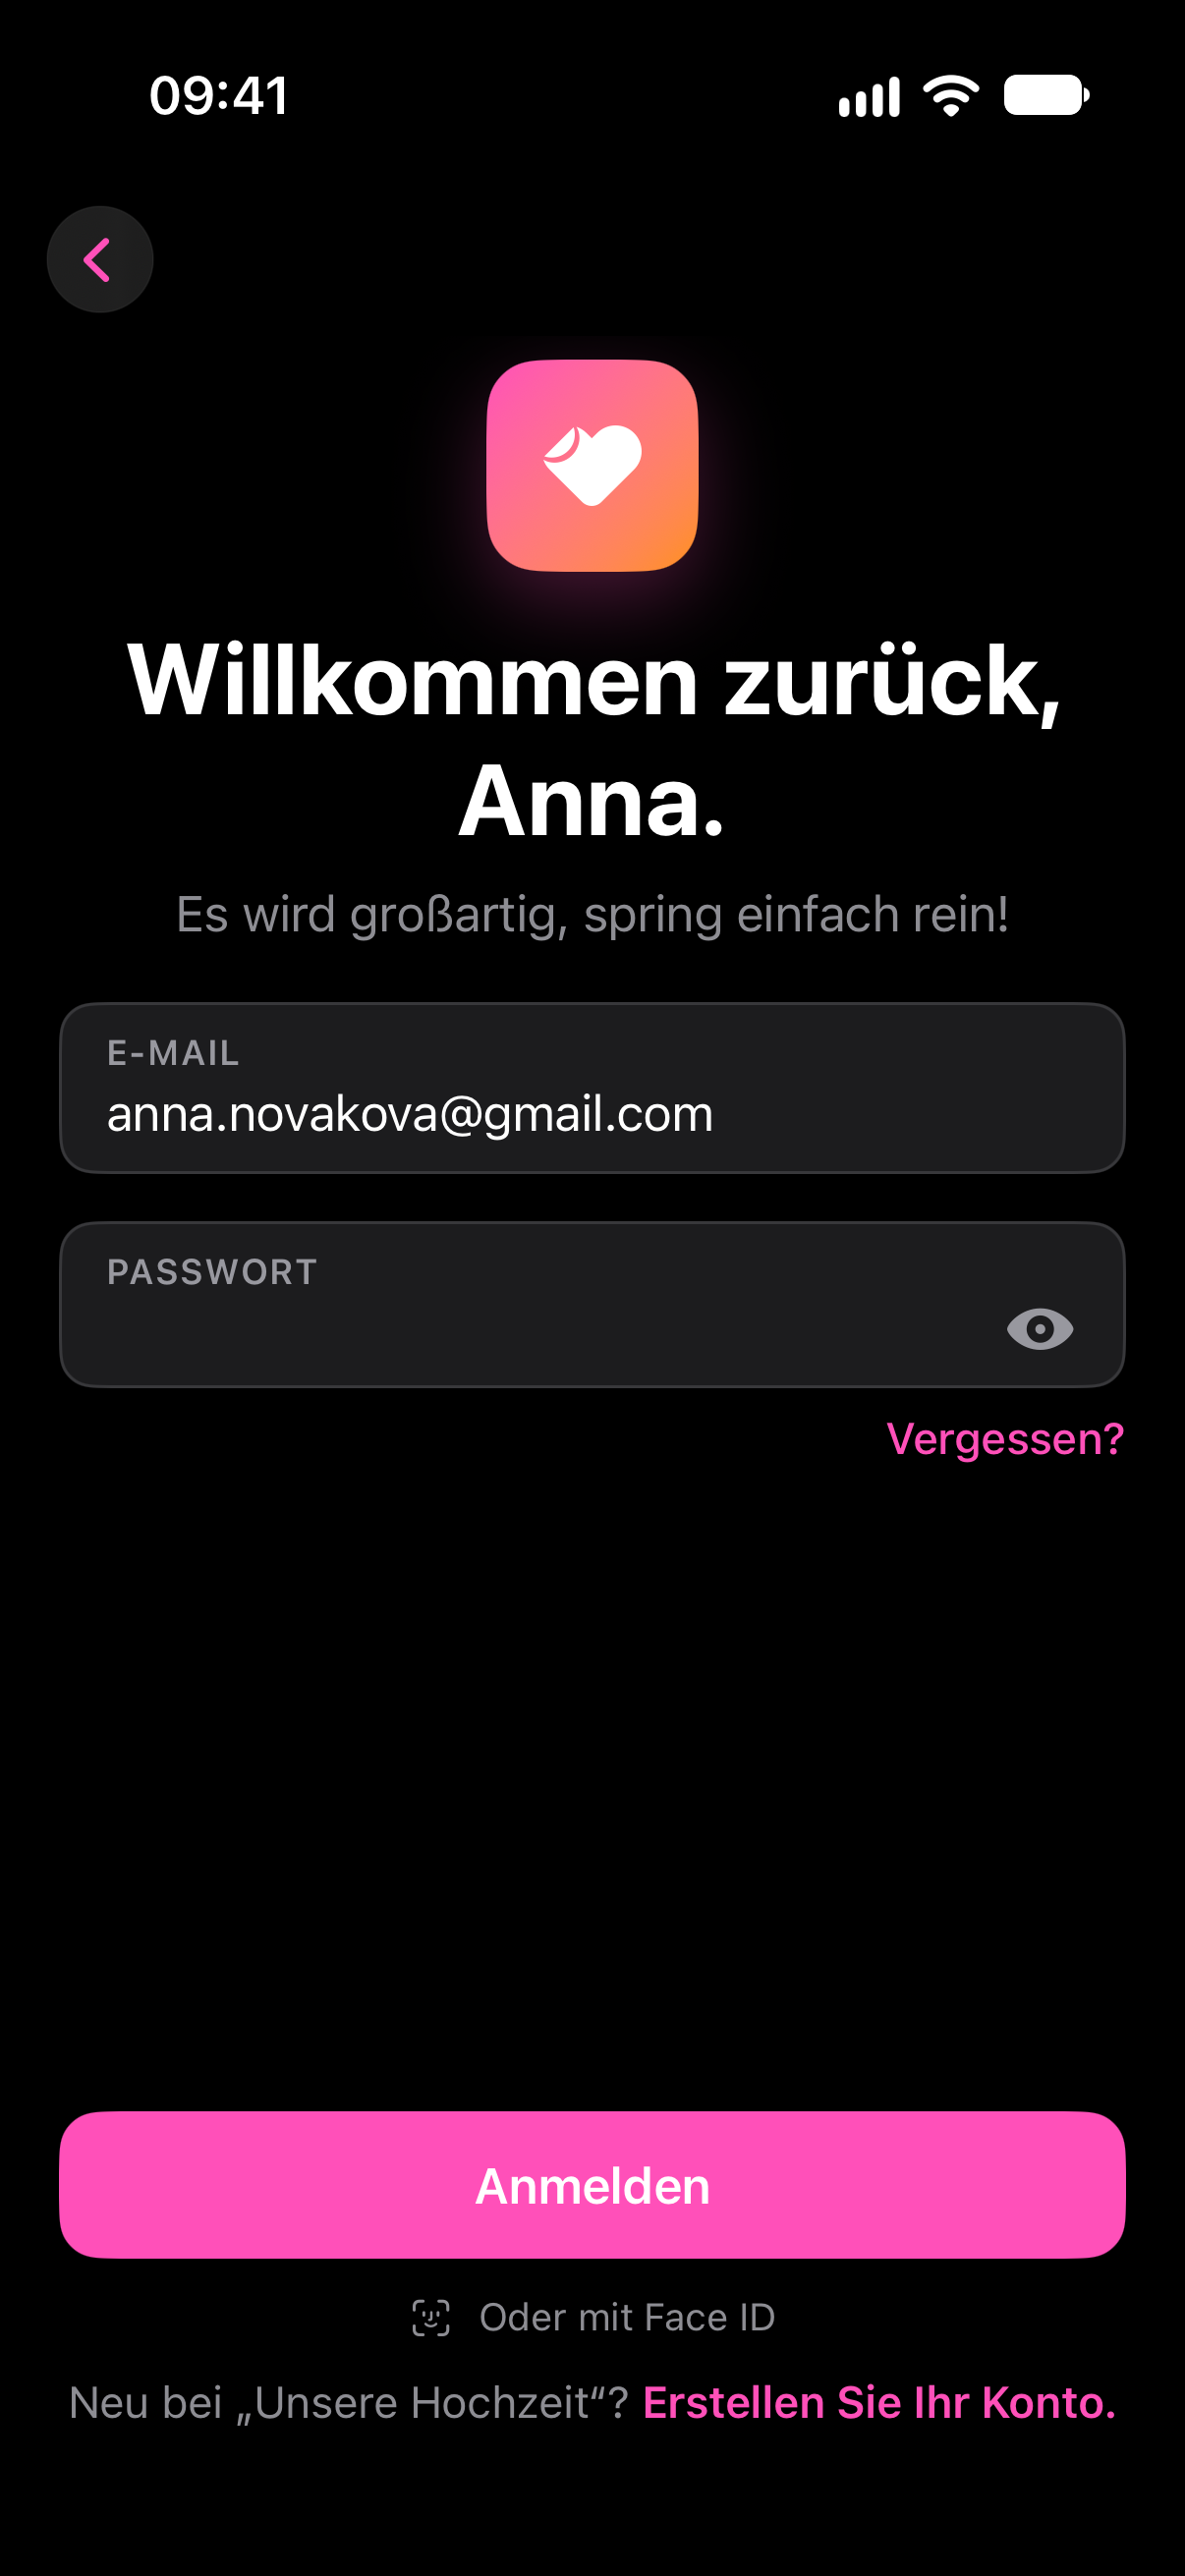 09:41
Willkommen zurück,
Anna.
Es wird großartig, spring einfach rein!
E-MAIL
anna.novakova@gmail.com
PASSWORT
Vergessen?
Anmelden
Oder mit Face ID
Neu bei „Unsere Hochzeit“? Erstellen Sie Ihr Konto.